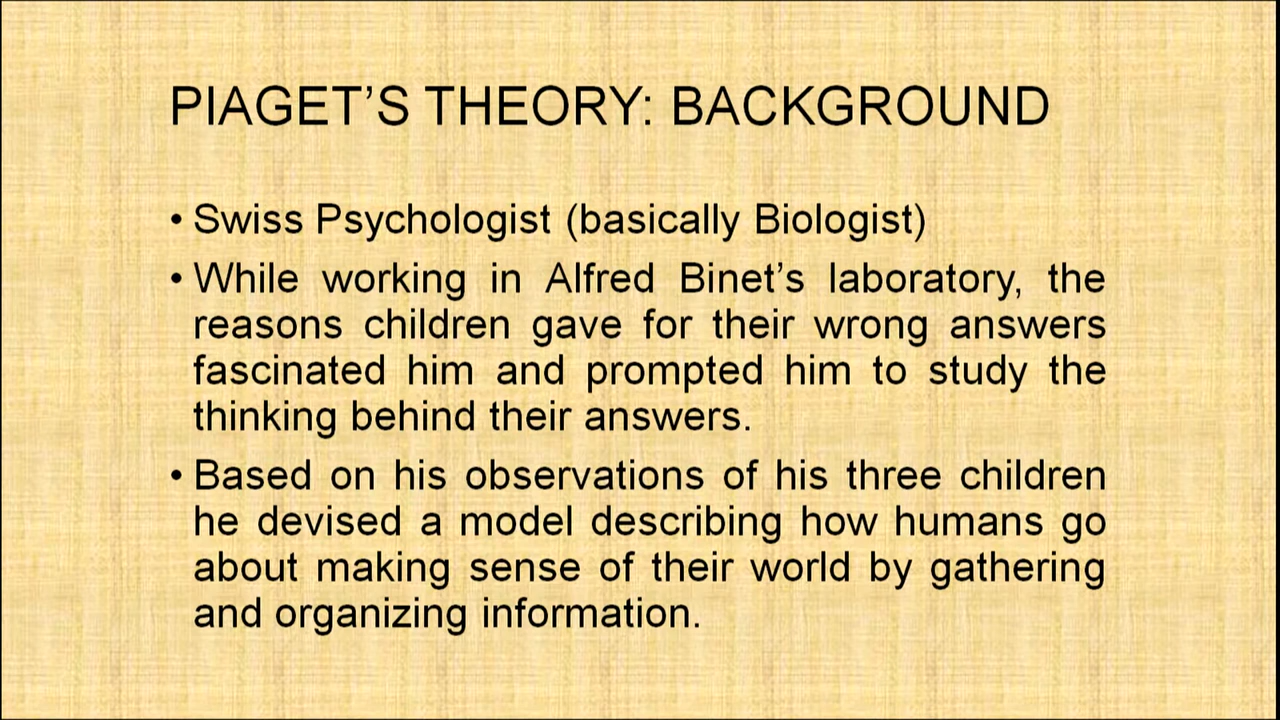 PIAGET’S THEORY: BACKGROUND
• Swiss Psychologist (basically Biologist)
• While working in Alfred Binet’s laboratory, the
reasons children gave for their wrong answers
fascinated him and prompted him to study the
thinking behind their answers.
• Based on his observations of his three children
he devised a model describing how humans go
about making sense of their world by gathering
and organizing information.